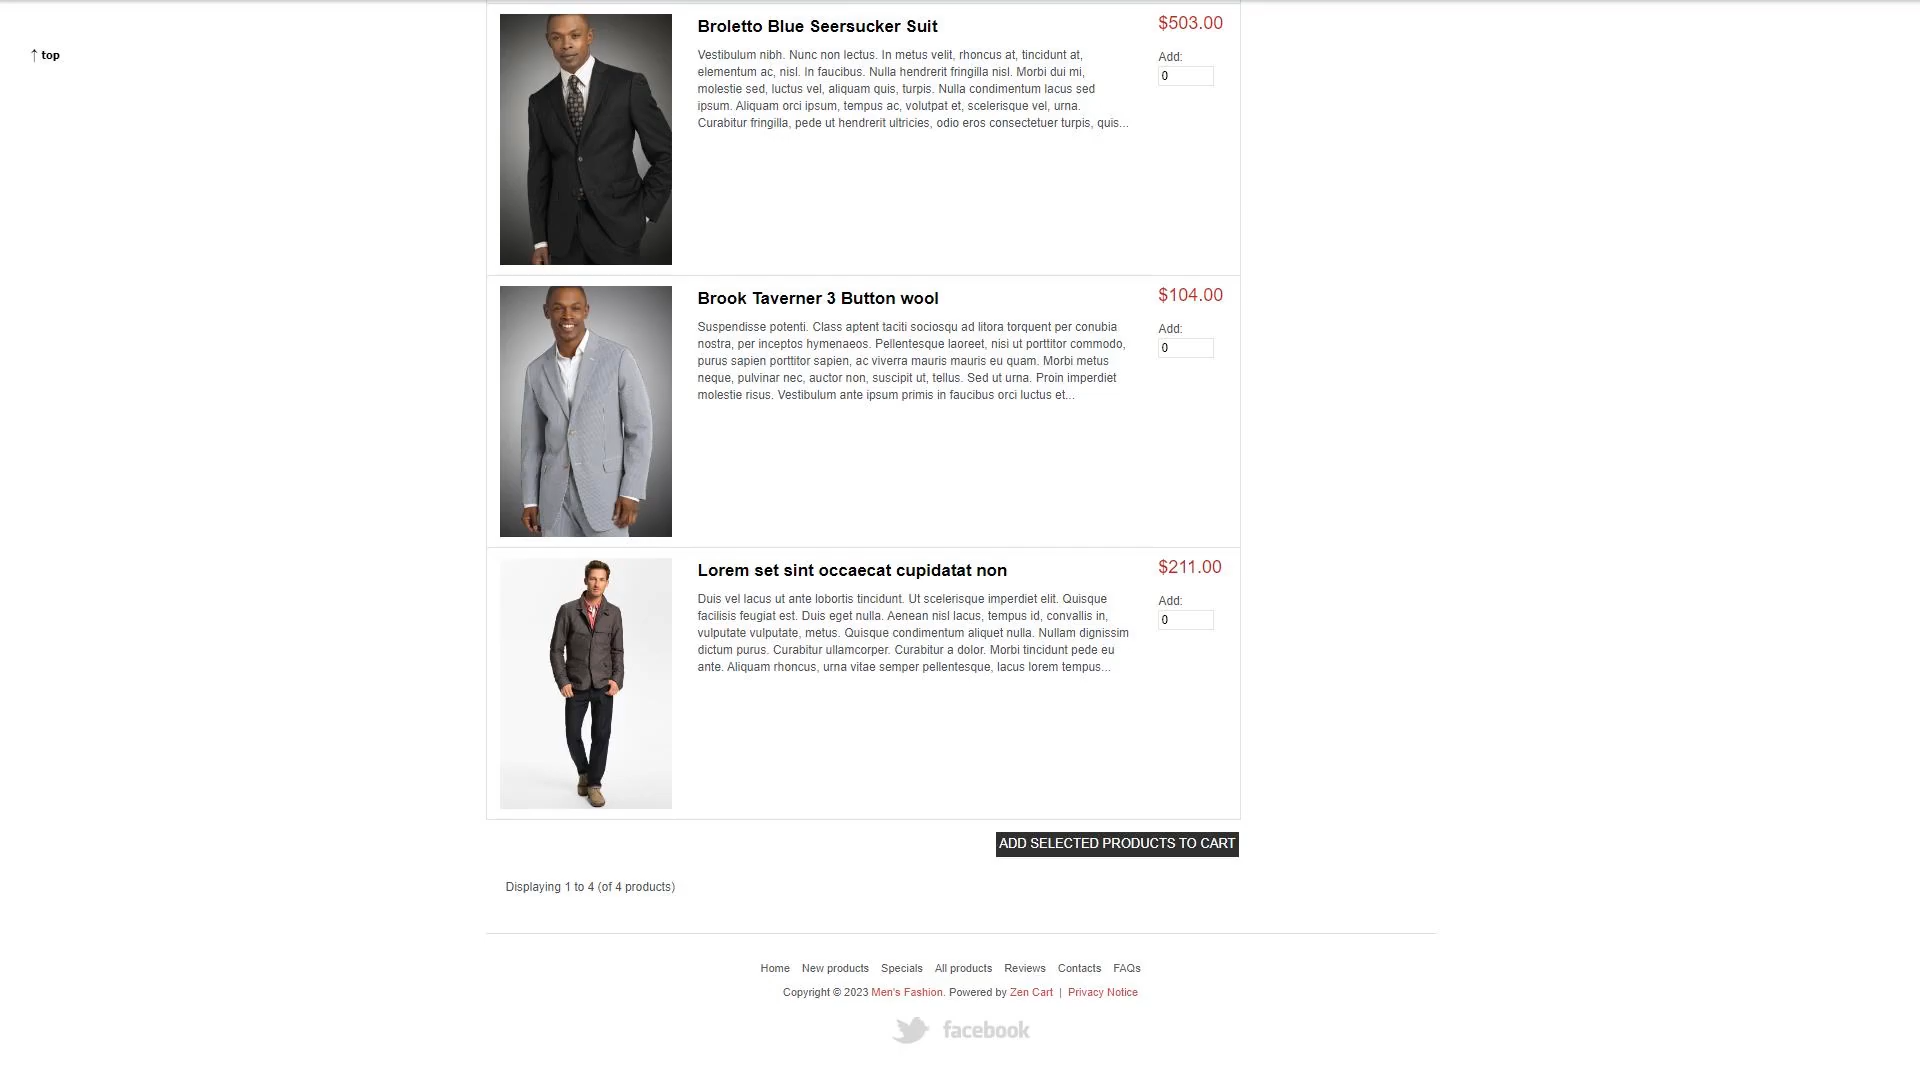 ↑ top
Broletto Blue Seersucker Suit
Vestibulum nibh. Nunc non lectus. In metus velit, rhoncus at, tincidunt at,
elementum ac, nisl. In faucibus. Nulla hendrerit fringilla nisl. Morbi dui mi,
molestie sed, luctus vel, aliquam quis, turpis. Nulla condimentum lacus sed
ipsum. Aliquam orci ipsum, tempus ac, volutpat et, scelerisque vel, urna.
Curabitur fringilla, pede ut hendrerit ultricies, odio eros consectetuer turpis, quis...
$503.00
Add:
0
Brook Taverner 3 Button wool
Suspendisse potenti. Class aptent taciti sociosqu ad litora torquent per conubia
nostra, per inceptos hymenaeos. Pellentesque laoreet, nisi ut porttitor commodo,
purus sapien porttitor sapien, ac viverra mauris mauris eu quam. Morbi metus
neque, pulvinar nec, auctor non, suscipit ut, tellus. Sed ut urna. Proin imperdiet
molestie risus. Vestibulum ante ipsum primis in faucibus orci luctus et...
$104.00
Add:
0
Lorem set sint occaecat cupidatat non
Duis vel lacus ut ante lobortis tincidunt. Ut scelerisque imperdiet elit. Quisque
facilisis feugiat est. Duis eget nulla. Aenean nisl lacus, tempus id, convallis in,
vulputate vulputate, metus. Quisque condimentum aliquet nulla. Nullam dignissim
dictum purus. Curabitur ullamcorper. Curabitur a dolor. Morbi tincidunt pede eu
ante. Aliquam rhoncus, urna vitae semper pellentesque, lacus lorem tempus...
$211.00
Add:
0
ADD SELECTED PRODUCTS TO CART
Displaying 1 to 4 (of 4 products)
Home New products Specials All products Reviews Contacts FAQs
Copyright © 2023 Men's Fashion. Powered by Zen Cart | Privacy Notice
facebook